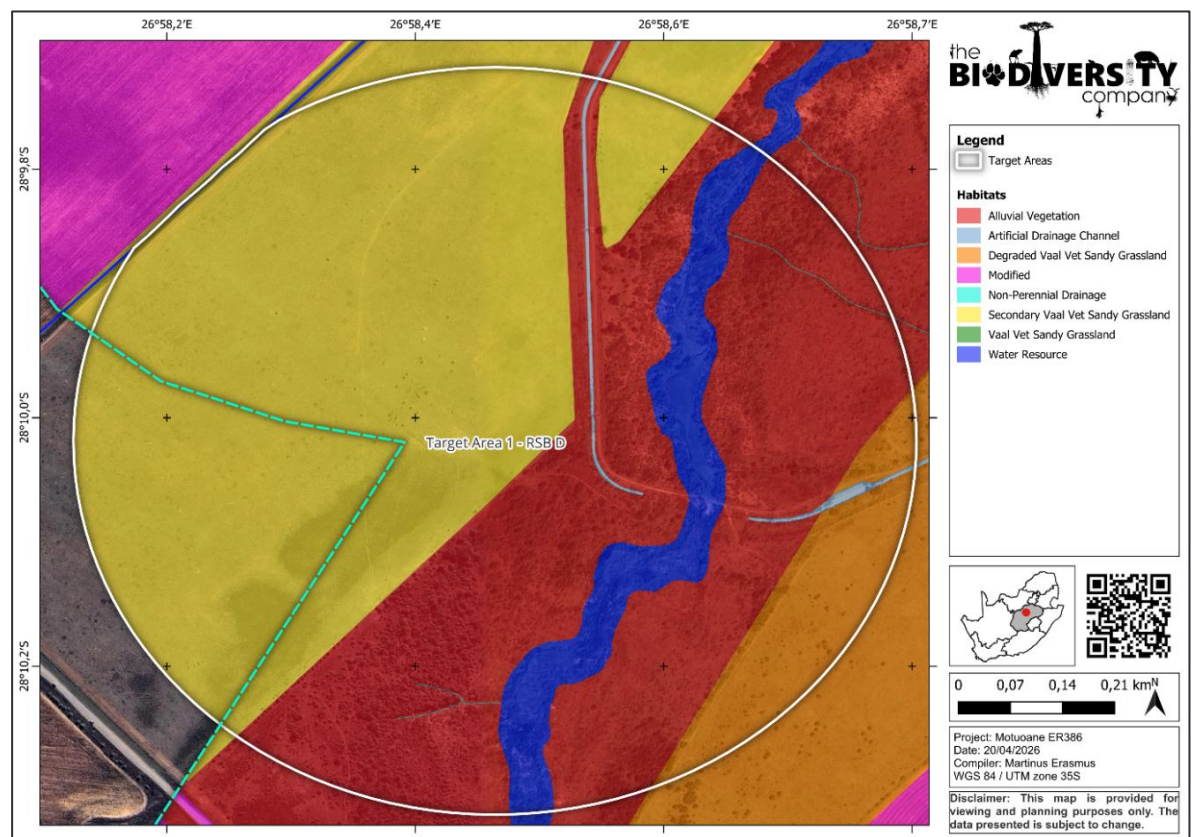 26°58,2'E
26°58,4'E
26°58,6'E
26°58,7'E
28°9,8'S
28°10,0'S
28°10,2'S
Target Area 1 - RSB D
the
BIODIVERSITY
company
Legend
Target Areas
Habitats
Alluvial Vegetation
Artificial Drainage Channel
Degraded Vaal Vet Sandy Grassland
Modified
Non-Perennial Drainage
Secondary Vaal Vet Sandy Grassland
Vaal Vet Sandy Grassland
Water Resource
0 0,07 0,14 0,21 km
N
Project: Motuoane ER386
Date: 20/04/2026
Compiler: Martinus Erasmus
WGS 84 / UTM zone 35S
Disclaimer: This map is provided for
viewing and planning purposes only. The
data presented is subject to change.